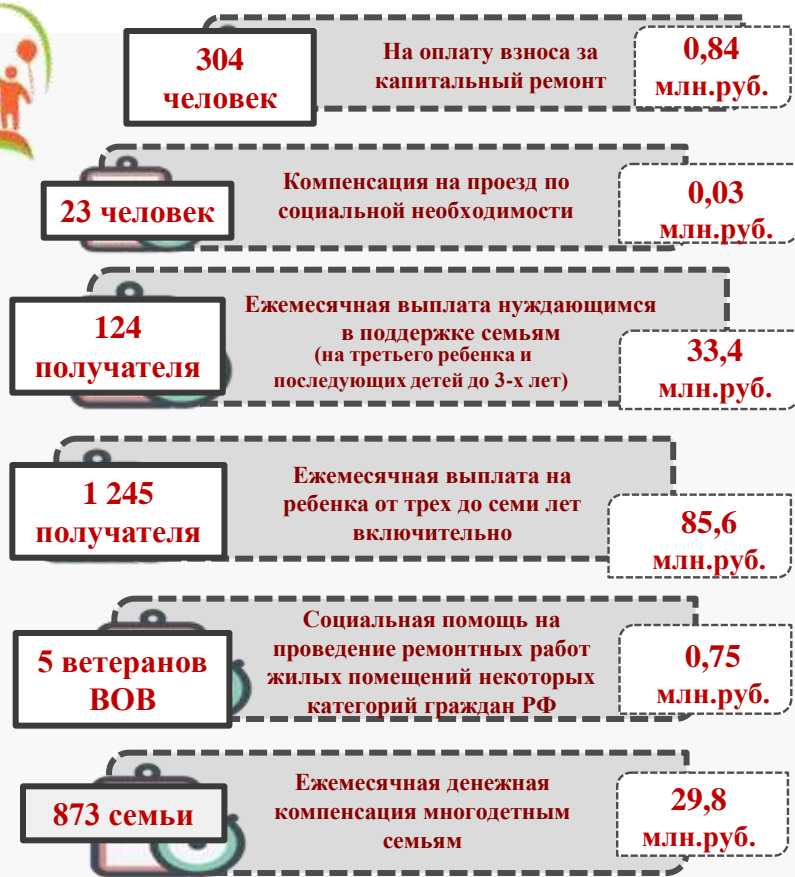 304
человек
На оплату взноса за
капитальный ремонт
0,84
млн.руб.
23 человек
Компенсация на проезд по
социальной необходимости
0,03
млн.руб.
124
получателя
Ежемесячная выплата нуждающимся
в поддержке семьям
(на третьего ребенка и
последующих детей до 3-х лет)
33,4
млн.руб.
1 245
получателя
Ежемесячная выплата на
ребенка от трех до семи лет
включительно
85,6
млн.руб.
5 ветеранов
ВОВ
Социальная помощь на
проведение ремонтных работ
жилых помещений некоторых
категорий граждан РФ
0,75
млн.руб.
873 семьи
Ежемесячная денежная
компенсация многодетным
семьям
29,8
млн.руб.